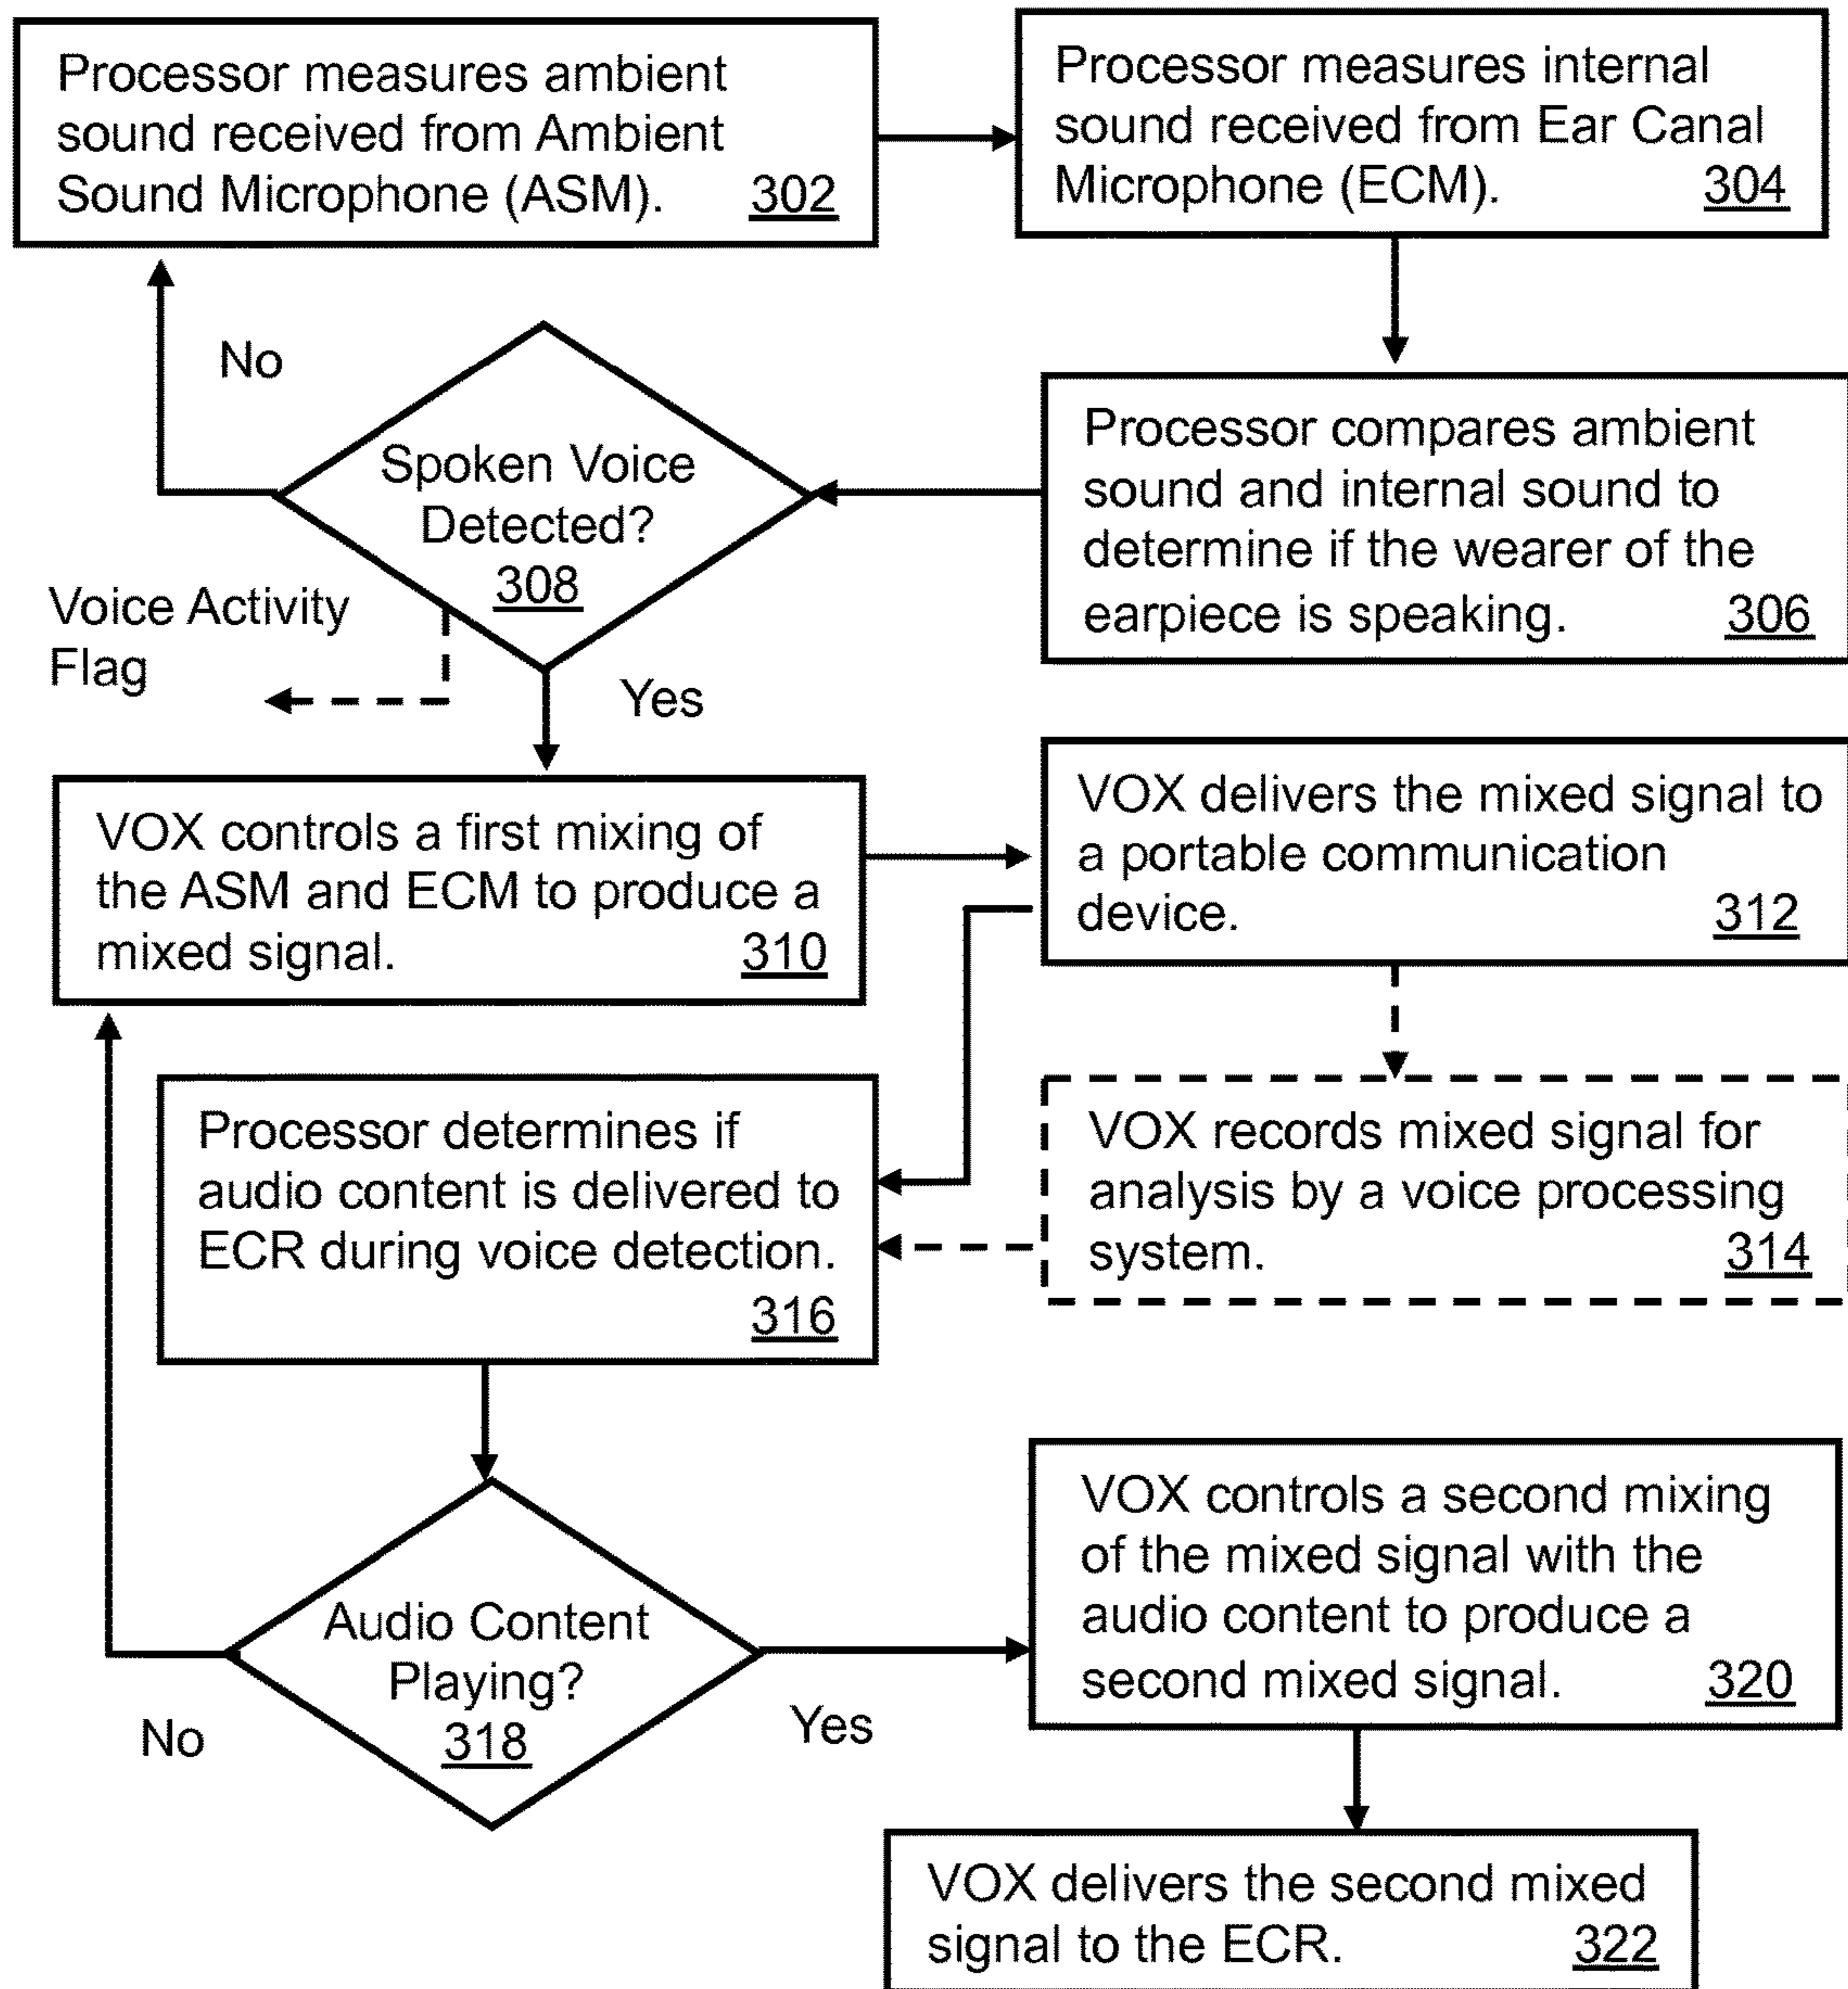 Processor measures ambient
sound received from Ambient
Sound Microphone (ASM). 302
Processor measures internal
sound received from Ear Canal
Microphone (ECM). 304
No
Spoken Voice
Detected?
308
Processor compares ambient
sound and internal sound to
determine if the wearer of the
earpiece is speaking. 306
Voice Activity
Flag
Yes
VOX controls a first mixing of
the ASM and ECM to produce a
mixed signal. 310
VOX delivers the mixed signal to
a portable communication
device. 312
Processor determines if
audio content is delivered to
ECR during voice detection.
316
VOX records mixed signal for
analysis by a voice processing
system. 314
Audio Content
Playing?
318
No
Yes
VOX controls a second mixing
of the mixed signal with the
audio content to produce a
second mixed signal. 320
VOX delivers the second mixed
signal to the ECR. 322